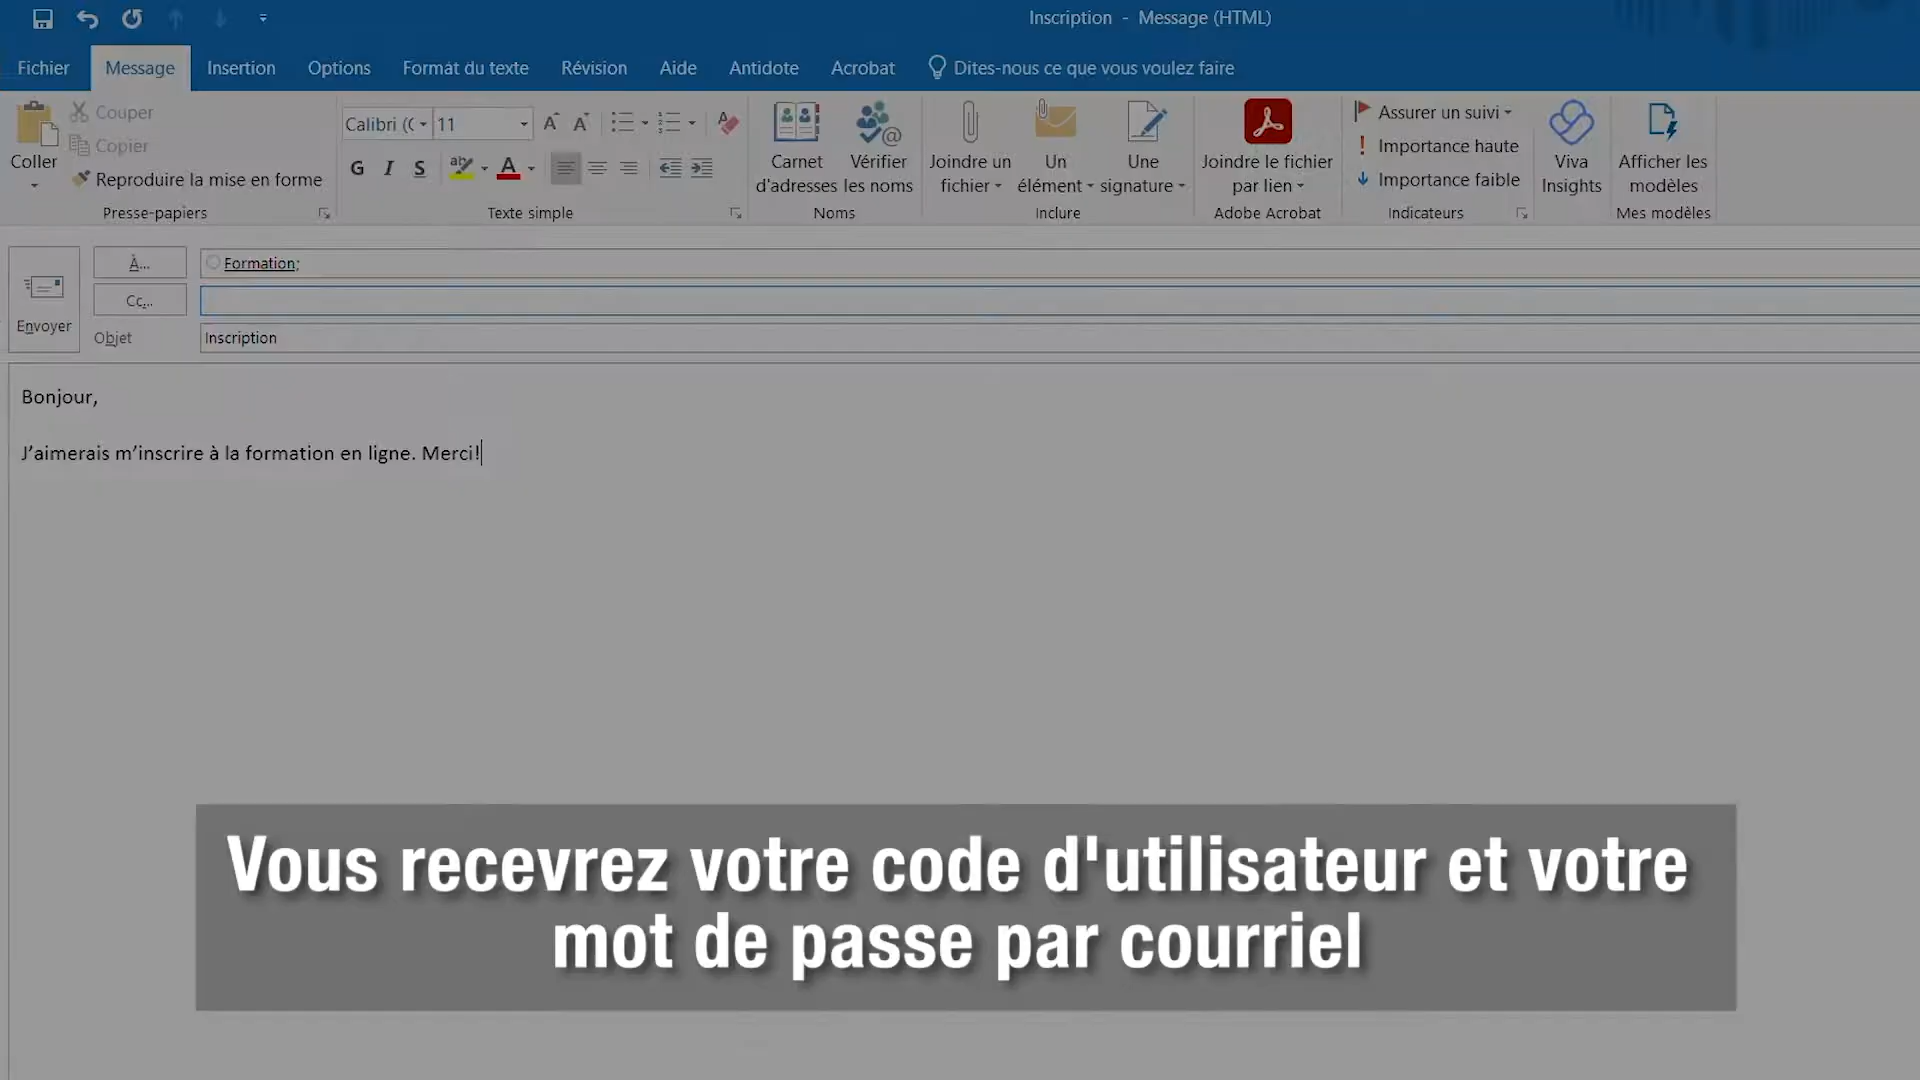 Inscription - Message (HTML)
Fichier Message Insertion Options Format du texte Révision Aide Antidote Acrobat Dites-nous ce que vous voulez faire
Coller
Couper
Copier
Reproduire la mise en forme
Presse-papiers
Calibri (C 11
G I S
Texte simple
Carnet d'adresses
Vérifier les noms
Noms
Joindre un fichier
Un élément
Une signature
Inclure
Joindre le fichier par lien
Adobe Acrobat
Assurer un suivi
Importance haute
Importance faible
Indicateurs
Viva Insights
Afficher les modèles
Mes modèles
Envoyer
À...
Formation;
Cc...
Objet
Inscription
Bonjour,
J'aimerais m'inscrire à la formation en ligne. Merci!
Vous recevrez votre code d'utilisateur et votre
mot de passe par courriel